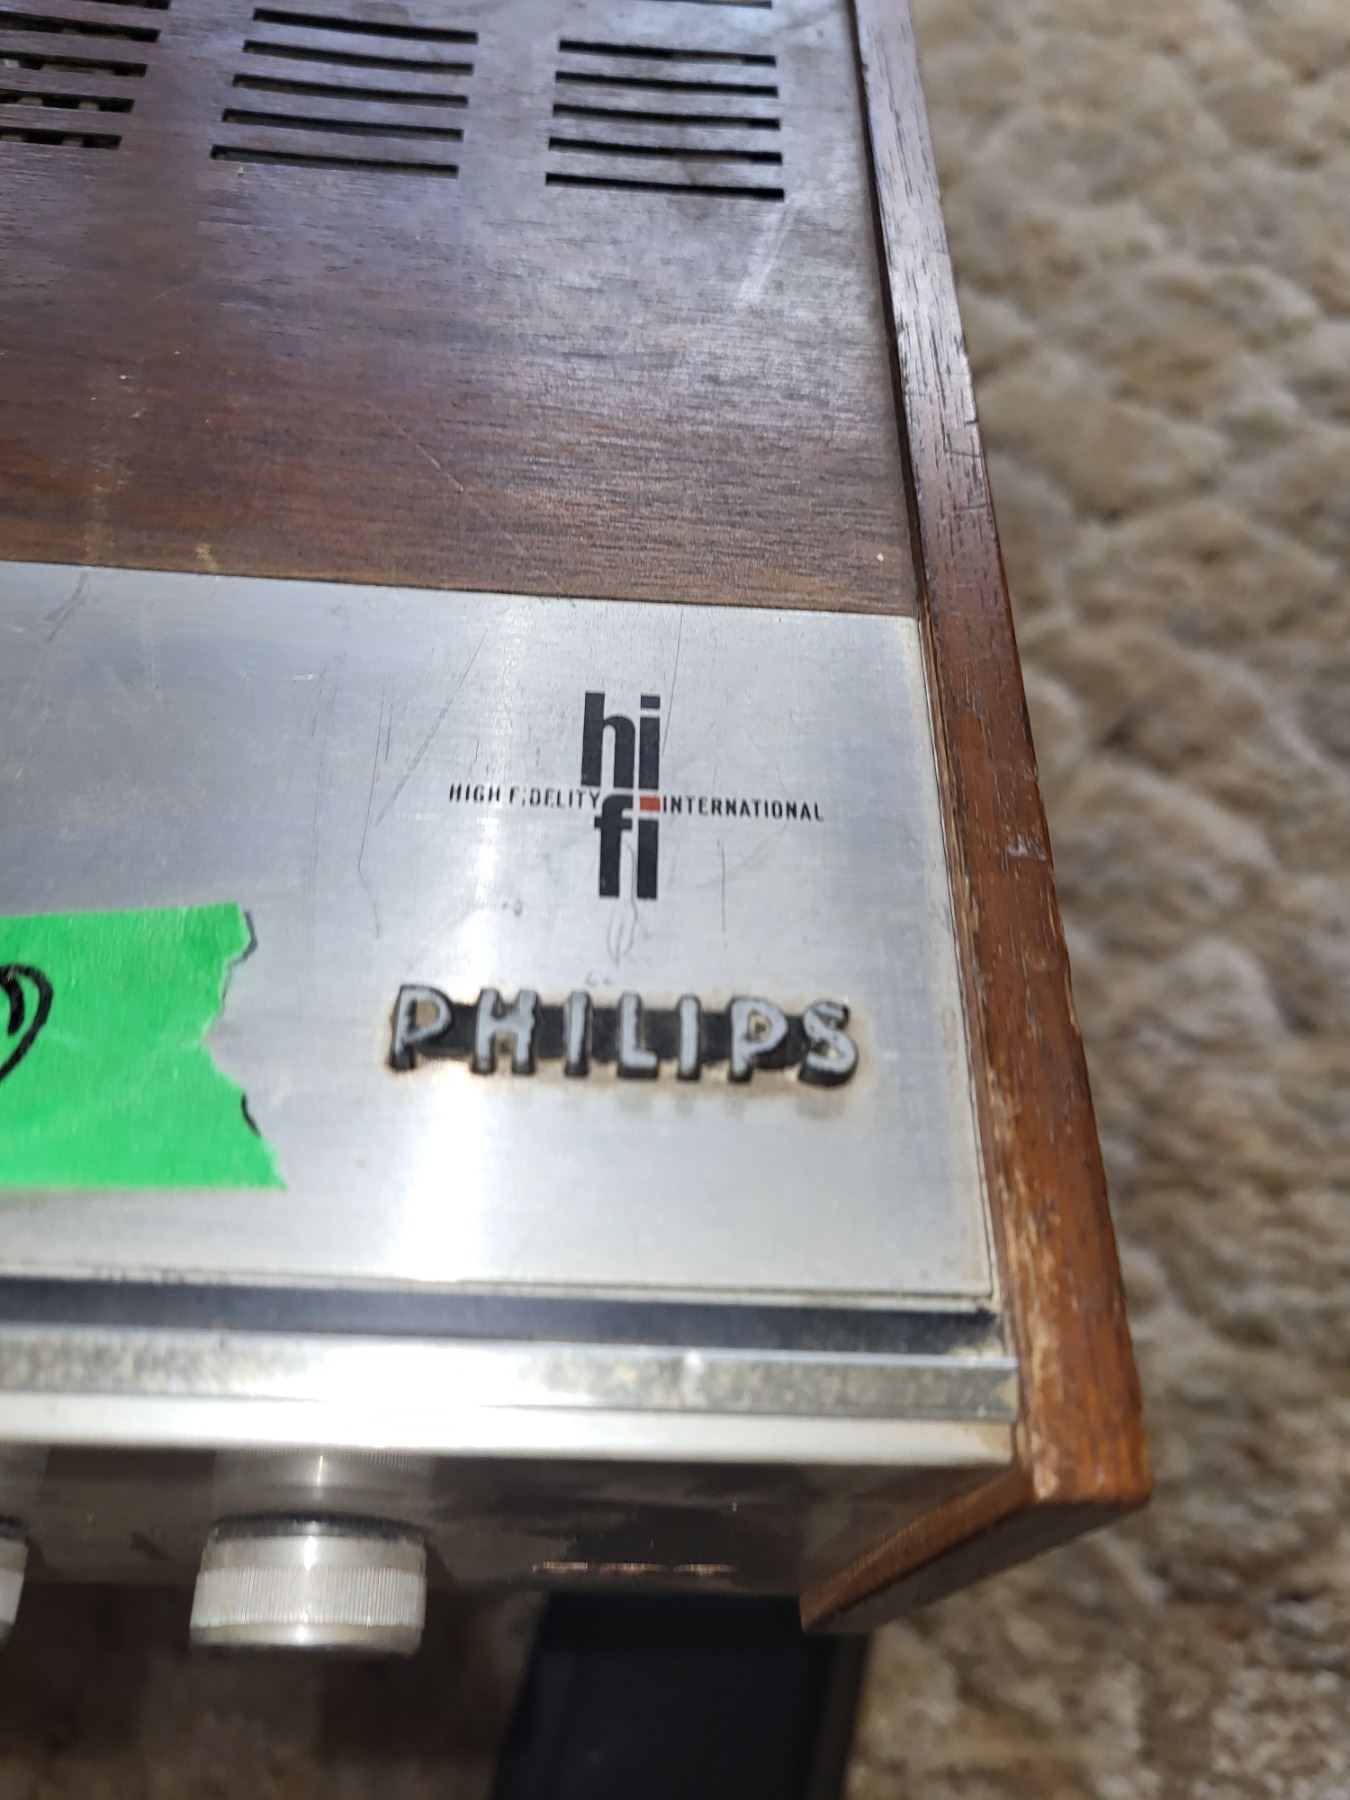 hi
HIGH FIDELITY INTERNATIONAL
fi
PHILIPS